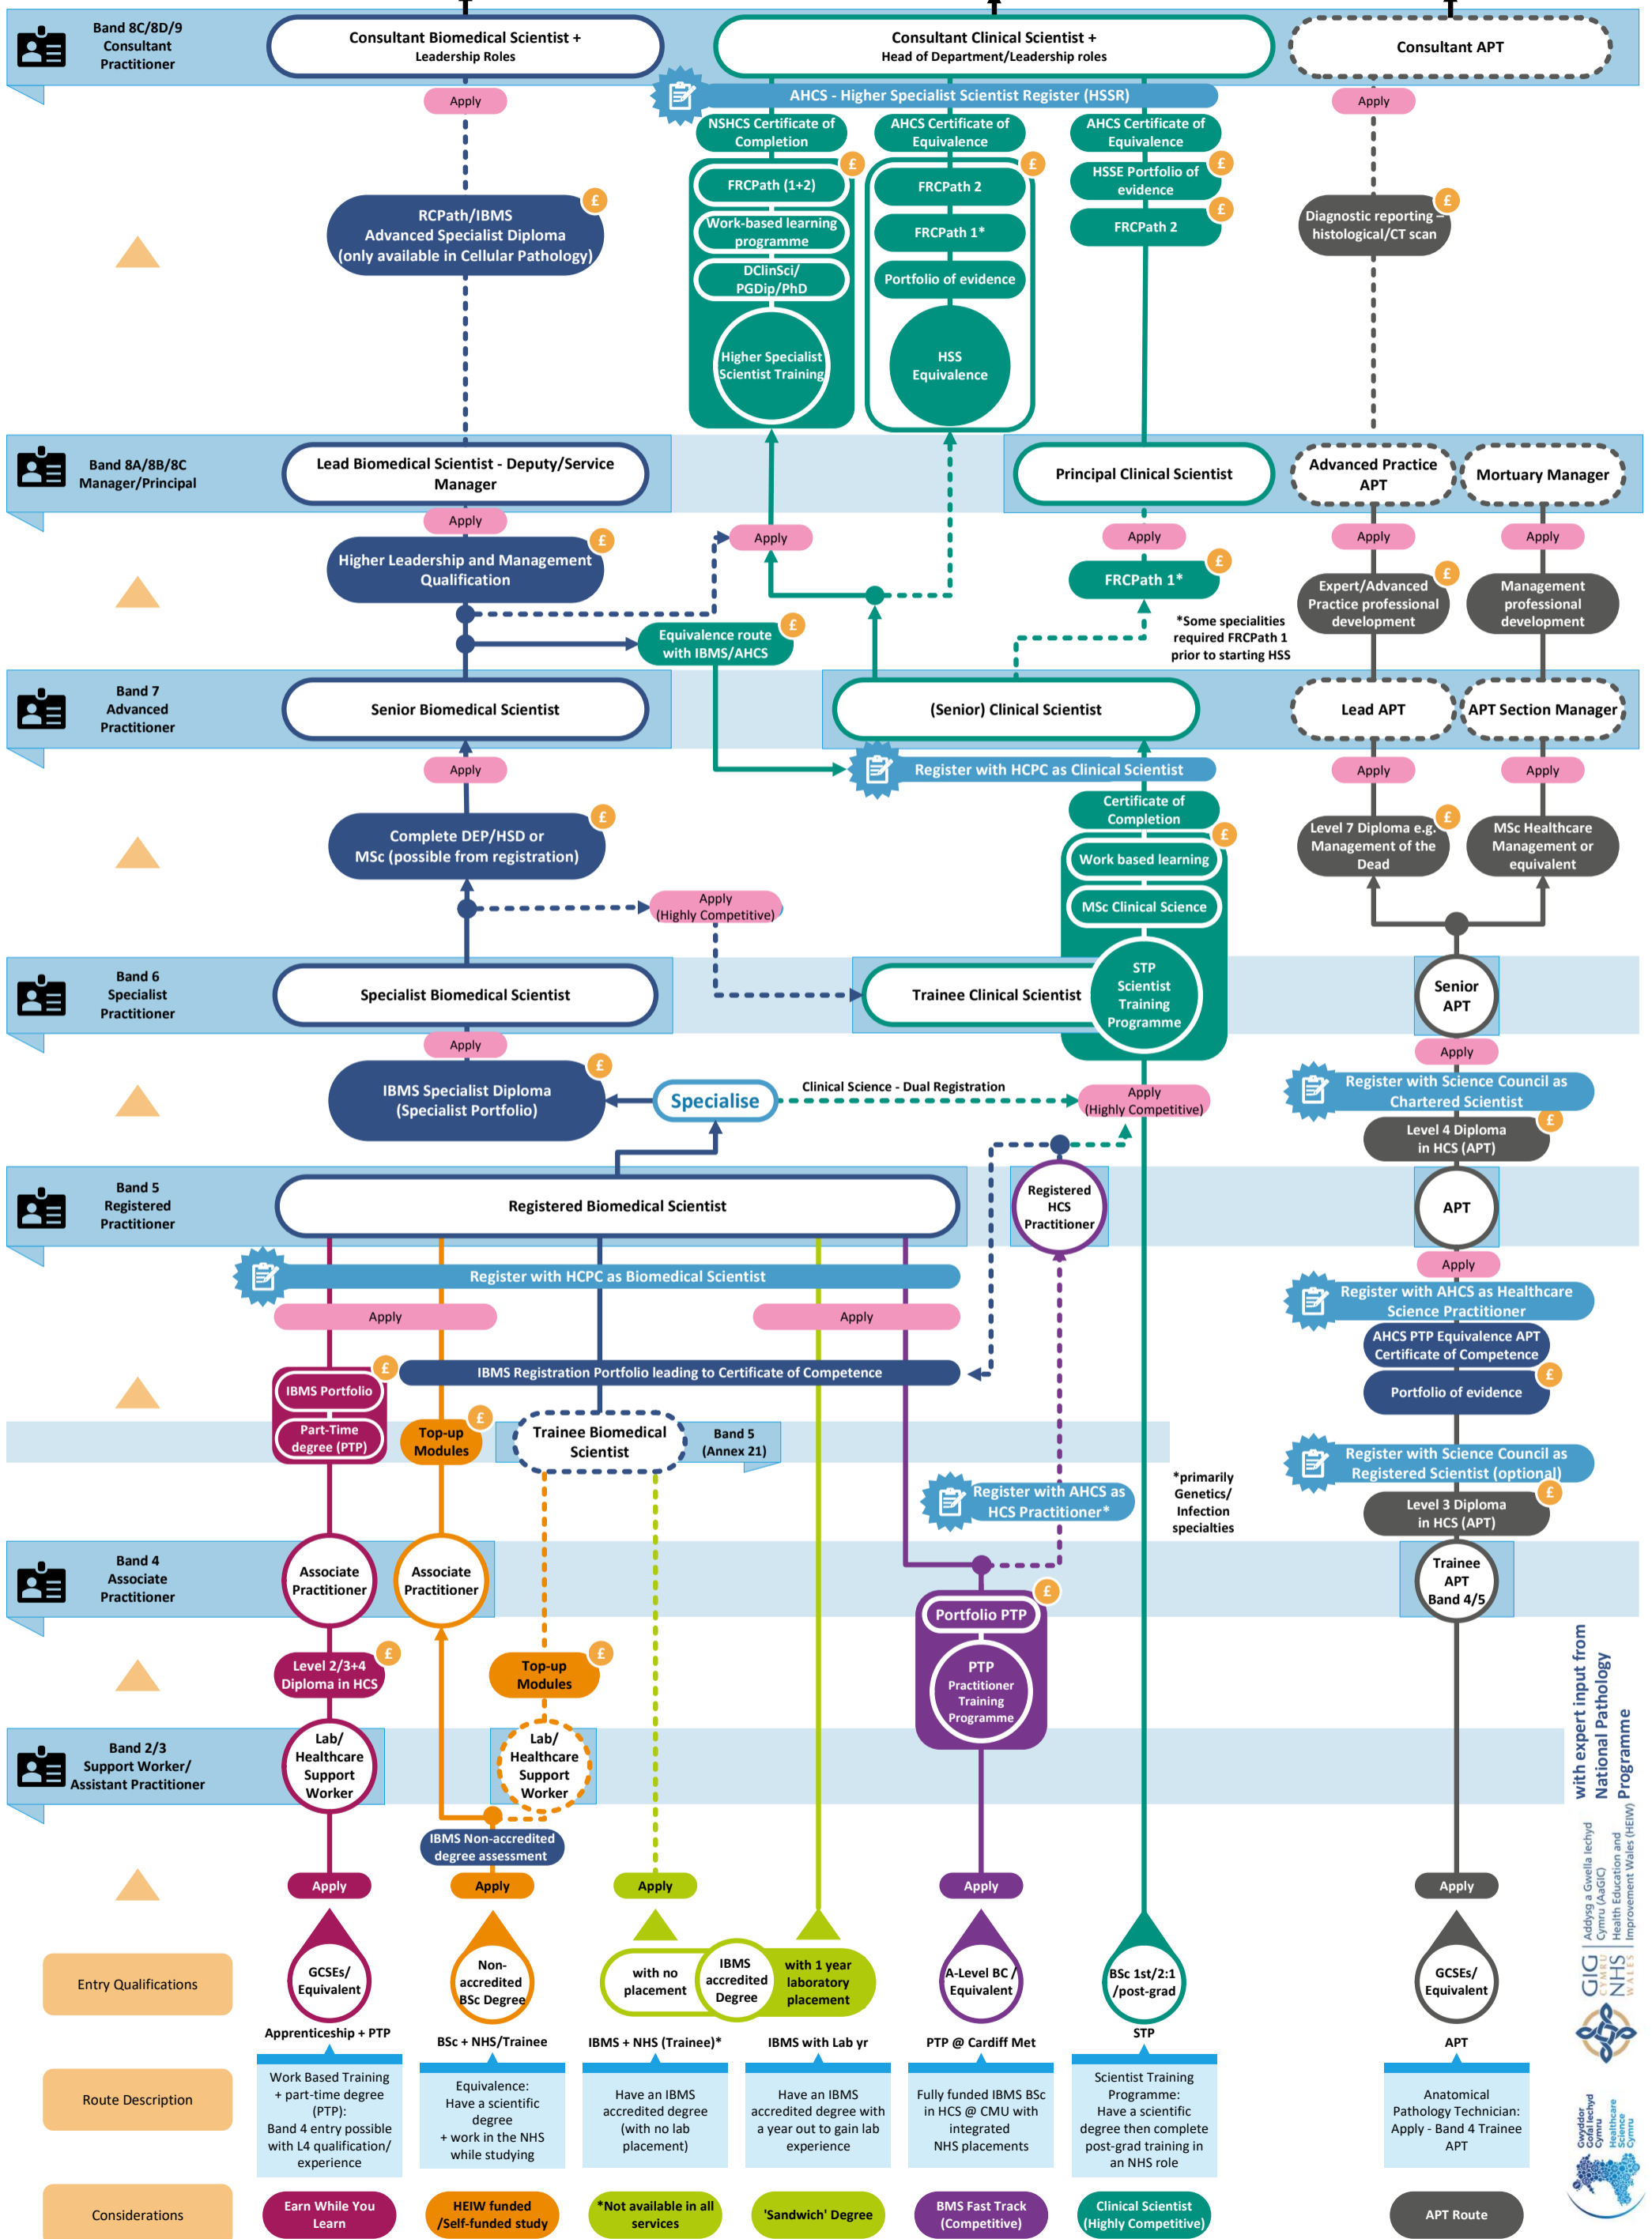 Band 8C/8D/9
Consultant
Practitioner
Consultant Biomedical Scientist +
Leadership Roles
Consultant Clinical Scientist +
Head of Department/Leadership roles
Consultant APT
Apply
AHCS - Higher Specialist Scientist Register (HSSR)
Apply
NSHCS Certificate of
Completion
AHCS Certificate of
Equivalence
AHCS Certificate of
Equivalence
£
£
£
FRCPath (1+2)
FRCPath 2
HSSE Portfolio of
evidence
£
£
£
RCPath/IBMS
Advanced Specialist Diploma
(only available in Cellular Pathology)
Work-based learning
programme
FRCPath 1*
FRCPath 2
Diagnostic reporting –
histological/CT scan
DClinSci/
PGDip/PhD
Portfolio of evidence
Higher Specialist
Scientist Training
HSS
Equivalence
Band 8A/8B/8C
Manager/Principal
Lead Biomedical Scientist - Deputy/Service
Manager
Principal Clinical Scientist
Advanced Practice
APT
Mortuary Manager
Apply
Apply
Apply
Apply
Apply
£
£
£
Higher Leadership and Management
Qualification
FRCPath 1*
Expert/Advanced
Practice professional
development
Management
professional
development
£
Equivalence route
with IBMS/AHCS
*Some specialities
required FRCPath 1
prior to starting HSS
Band 7
Advanced
Practitioner
Senior Biomedical Scientist
(Senior) Clinical Scientist
Lead APT
APT Section Manager
Apply
Register with HCPC as Clinical Scientist
Apply
Apply
Certificate of
Completion
£
£
£
Complete DEP/HSD or
MSc (possible from registration)
Work based learning
Level 7 Diploma e.g.
Management of the
Dead
MSc Healthcare
Management or
equivalent
Apply
(Highly Competitive)
MSc Clinical Science
Band 6
Specialist
Practitioner
Specialist Biomedical Scientist
Trainee Clinical Scientist
STP
Scientist
Training
Programme
Senior
APT
Apply
Apply
£
IBMS Specialist Diploma
(Specialist Portfolio)
Specialise
Clinical Science - Dual Registration
Apply
(Highly Competitive)
Register with Science Council as
Chartered Scientist
£
Level 4 Diploma
in HCS (APT)
Band 5
Registered
Practitioner
Registered Biomedical Scientist
Registered
HCS
Practitioner
APT
Apply
Register with HCPC as Biomedical Scientist
Register with AHCS as Healthcare
Science Practitioner
Apply
Apply
AHCS PTP Equivalence APT
Certificate of Competence
£
IBMS Registration Portfolio leading to Certificate of Competence
£
IBMS Portfolio
Portfolio of evidence
Part-Time
degree (PTP)
£
Top-up
Modules
Trainee Biomedical
Scientist
Band 5
(Annex 21)
Register with Science Council as
Registered Scientist (optional)
Register with AHCS as
HCS Practitioner*
*primarily
Genetics/
Infection
specialties
£
Level 3 Diploma
in HCS (APT)
Band 4
Associate
Practitioner
Associate
Practitioner
Associate
Practitioner
Trainee
APT
Band 4/5
£
Portfolio PTP
PTP
Practitioner
Training
Programme
£
Level 2/3+4
Diploma in HCS
£
Top-up
Modules
Band 2/3
Support Worker/
Assistant Practitioner
Lab/
Healthcare
Support
Worker
Lab/
Healthcare
Support
Worker
IBMS Non-accredited
degree assessment
Apply
Apply
Apply
Apply
Apply
Entry Qualifications
GCSEs/
Equivalent
Non-
accredited
BSc Degree
with no
placement
IBMS
accredited
Degree
with 1 year
laboratory
placement
A-Level BC /
Equivalent
BSc 1st/2:1
/post-grad
GCSEs/
Equivalent
Apprenticeship + PTP
BSc + NHS/Trainee
IBMS + NHS (Trainee)*
IBMS with Lab yr
PTP @ Cardiff Met
STP
APT
Route Description
Work Based Training
+ part-time degree
(PTP):
Band 4 entry possible
with L4 qualification/
experience
Equivalence:
Have a scientific
degree
+ work in the NHS
while studying
Have an IBMS
accredited degree
(with no lab
placement)
Have an IBMS
accredited degree with
a year out to gain lab
experience
Fully funded IBMS BSc
in HCS @ CMU with
integrated
NHS placements
Scientist Training
Programme:
Have a scientific
degree then complete
post-grad training in
an NHS role
Anatomical
Pathology Technician:
Apply - Band 4 Trainee
APT
Considerations
Earn While You
Learn
HEIW funded
/Self-funded study
*Not available in all
services
'Sandwich' Degree
BMS Fast Track
(Competitive)
Clinical Scientist
(Highly Competitive)
APT Route
with expert input from
National Pathology
Programme
GIG
CYMRU
NHS
WALES
Addysg a Gwella Iechyd
Cymru (AaGIC)
Health Education and
Improvement Wales (HEIW)
Gwyddor
Gofal Iechyd
Cymru
Healthcare
Science
Cymru